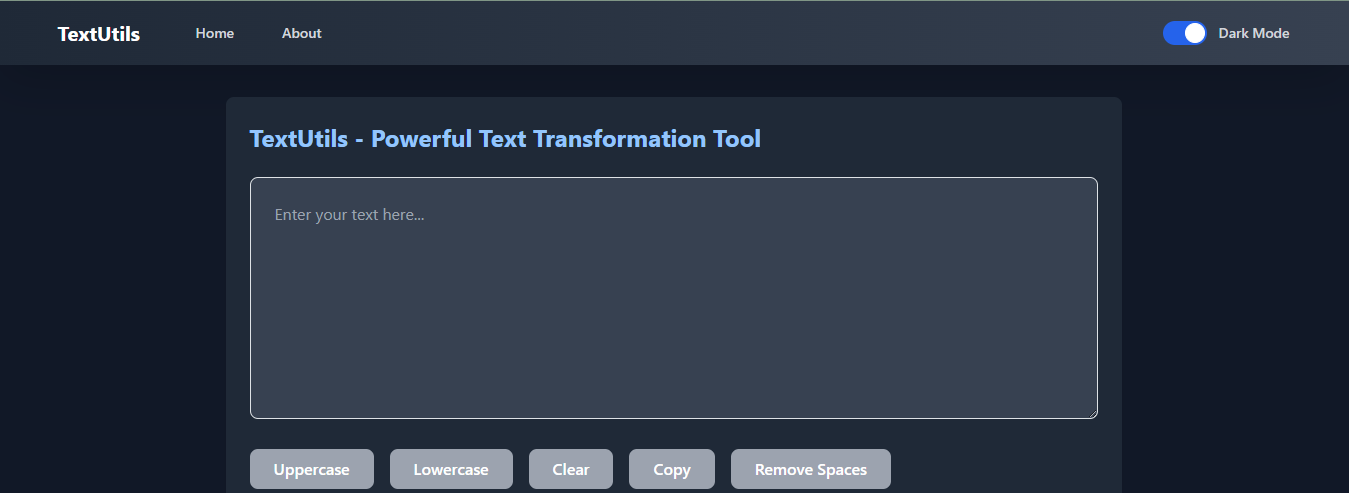 TextUtils Home About Dark Mode
TextUtils - Powerful Text Transformation Tool
Enter your text here...
Uppercase Lowercase Clear Copy Remove Spaces